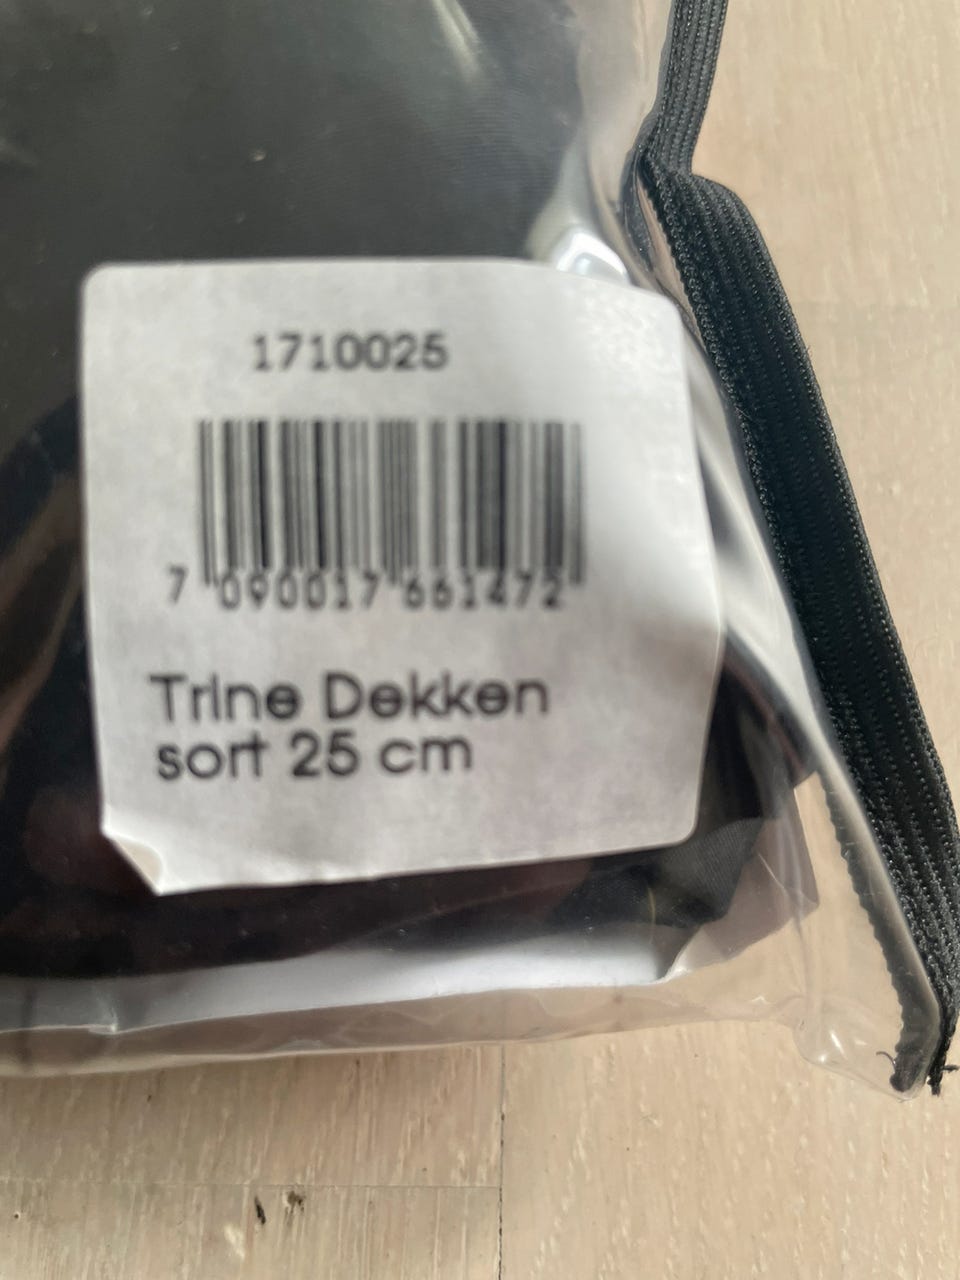 1710025
7 090017 661472
Trine Dekken
sort 25 cm